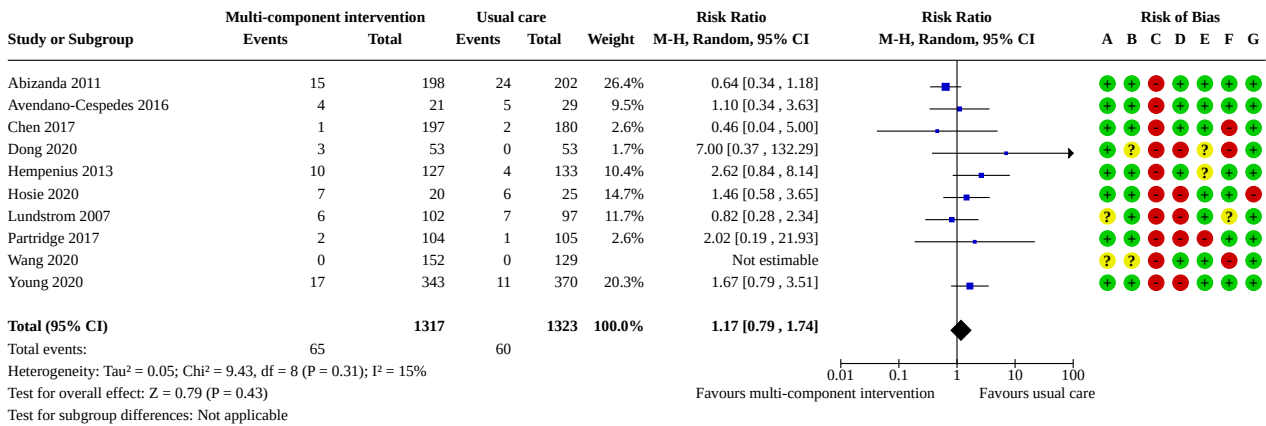 Multi-component intervention Usual care Risk Ratio Risk Ratio Risk of Bias
Study or Subgroup Events Total Events Total Weight M-H, Random, 95% CI M-H, Random, 95% CI A B C D E F G
Abizanda 2011 15 198 24 202 26.4% 0.64 [0.34 , 1.18] + + - + + + +
Avendano-Cespedes 2016 4 21 5 29 9.5% 1.10 [0.34 , 3.63] + + - + + + +
Chen 2017 1 197 2 180 2.6% 0.46 [0.04 , 5.00] + + - + + - +
Dong 2020 3 53 0 53 1.7% 7.00 [0.37 , 132.29] + ? - - ? - +
Hempenius 2013 10 127 4 133 10.4% 2.62 [0.84 , 8.14] + + - + ? + +
Hosie 2020 7 20 6 25 14.7% 1.46 [0.58 , 3.65] + + - - + + -
Lundstrom 2007 6 102 7 97 11.7% 0.82 [0.28 , 2.34] ? + - - + ? +
Partridge 2017 2 104 1 105 2.6% 2.02 [0.19 , 21.93] + + - - - + +
Wang 2020 0 152 0 129 Not estimable ? ? - + + - +
Young 2020 17 343 11 370 20.3% 1.67 [0.79 , 3.51] + + - - + + +
Total (95% CI) 1317 1323 100.0% 1.17 [0.79 , 1.74]
Total events: 65 60
Heterogeneity: Tau² = 0.05; Chi² = 9.43, df = 8 (P = 0.31); I² = 15%
0.01 0.1 1 10 100
Test for overall effect: Z = 0.79 (P = 0.43)
Favours multi-component intervention Favours usual care
Test for subgroup differences: Not applicable